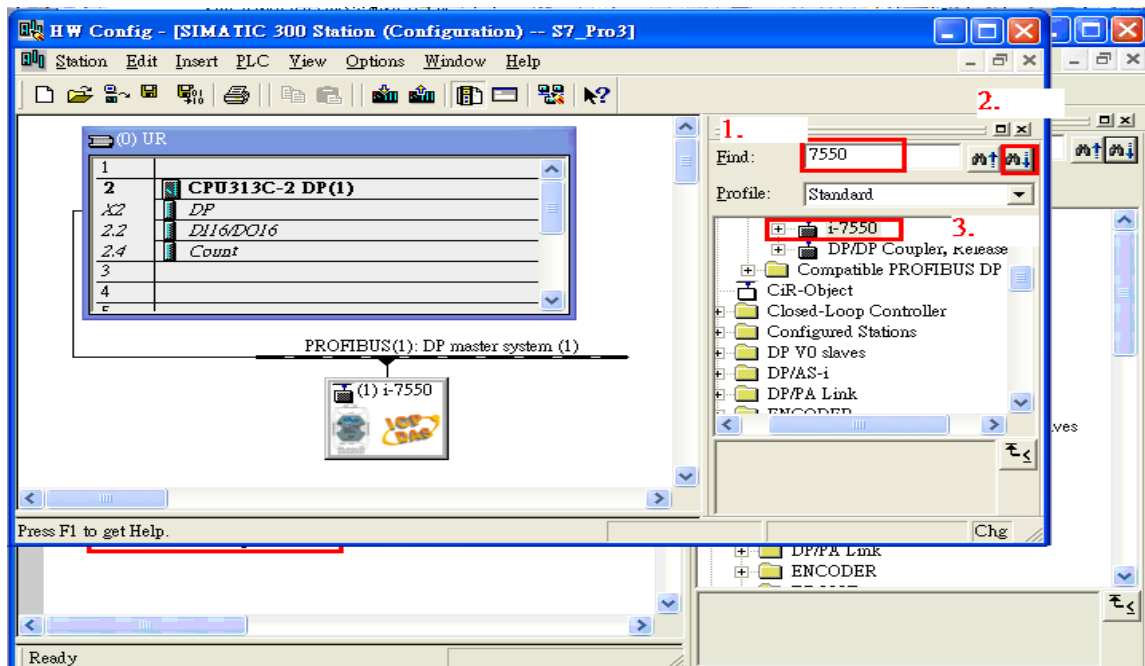 HW Config - [SIMATIC 300 Station (Configuration) -- S7_Pro3]
Station Edit Insert PLC View Options Window Help
(0) UR
1
2 CPU313C-2 DP(1)
X2 DP
2.2 DI16/DO16
2.4 Count
3
4
PROFIBUS(1): DP master system (1)
(1) i-7550
ICP DAS
1.
2.
Find: 7550
Profile: Standard
i-7550
3.
DP/DP Coupler, Release
Compatible PROFIBUS DP
CiR-Object
Closed-Loop Controller
Configured Stations
DP V0 slaves
DP/AS-i
DP/PA Link
ENCODER
ves
Press F1 to get Help.
Chg
DP/PA Link
ENCODER
Ready